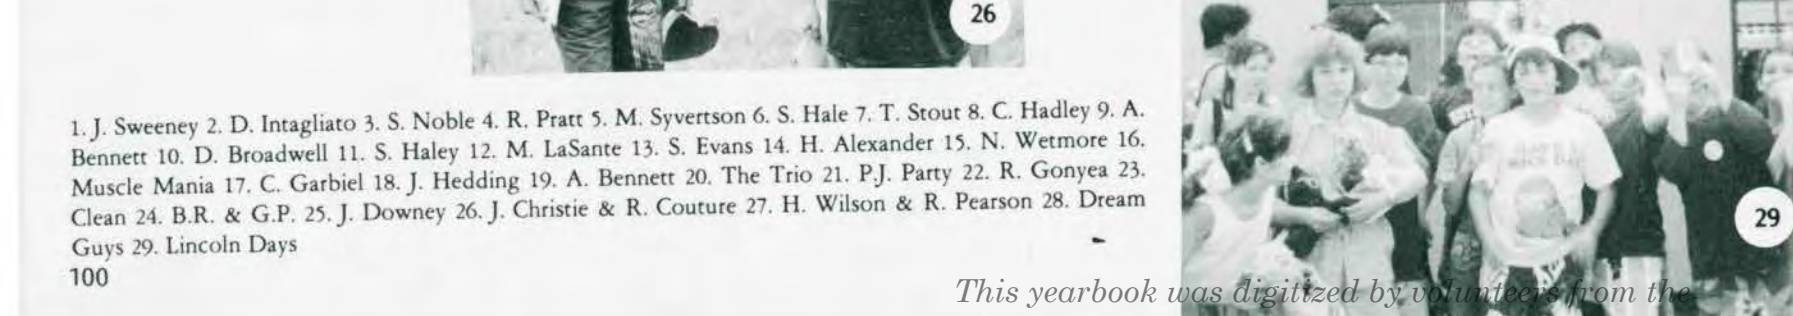 26
1. J. Sweeney 2. D. Intagliato 3. S. Noble 4. R. Pratt 5. M. Syvertson 6. S. Hale 7. T. Stout 8. C. Hadley 9. A.
Bennett 10. D. Broadwell 11. S. Haley 12. M. LaSante 13. S. Evans 14. H. Alexander 15. N. Wetmore 16.
Muscle Mania 17. C. Garbiel 18. J. Hedding 19. A. Bennett 20. The Trio 21. P.J. Party 22. R. Gonyea 23.
Clean 24. B.R. & G.P. 25. J. Downey 26. J. Christie & R. Couture 27. H. Wilson & R. Pearson 28. Dream
Guys 29. Lincoln Days
29
100
This yearbook was digitized by volunteers from the